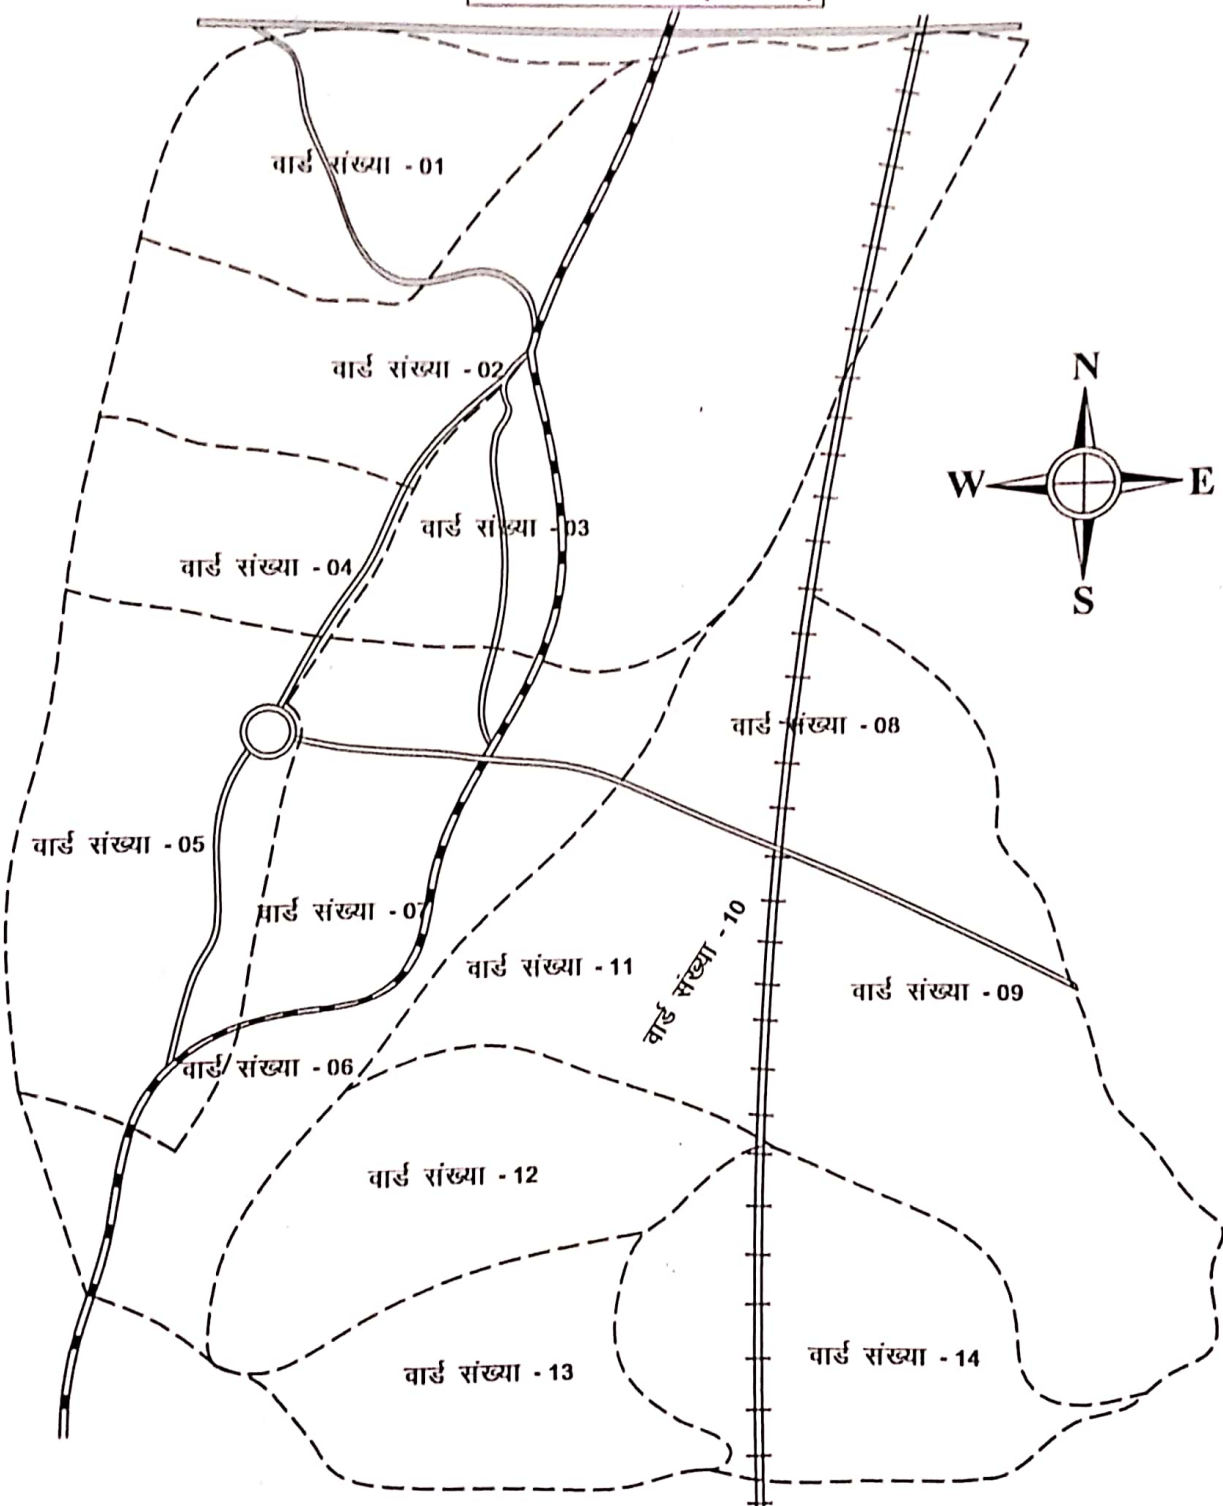 वार्ड संख्या - 01
N
वार्ड संख्या - 02
W
E
वार्ड संख्या - 03
वार्ड संख्या - 04
S
वार्ड संख्या - 08
वार्ड संख्या - 05
वार्ड संख्या - 07
वार्ड संख्या - 10
वार्ड संख्या - 11
वार्ड संख्या - 09
वार्ड संख्या - 06
वार्ड संख्या - 12
वार्ड संख्या - 14
वार्ड संख्या - 13